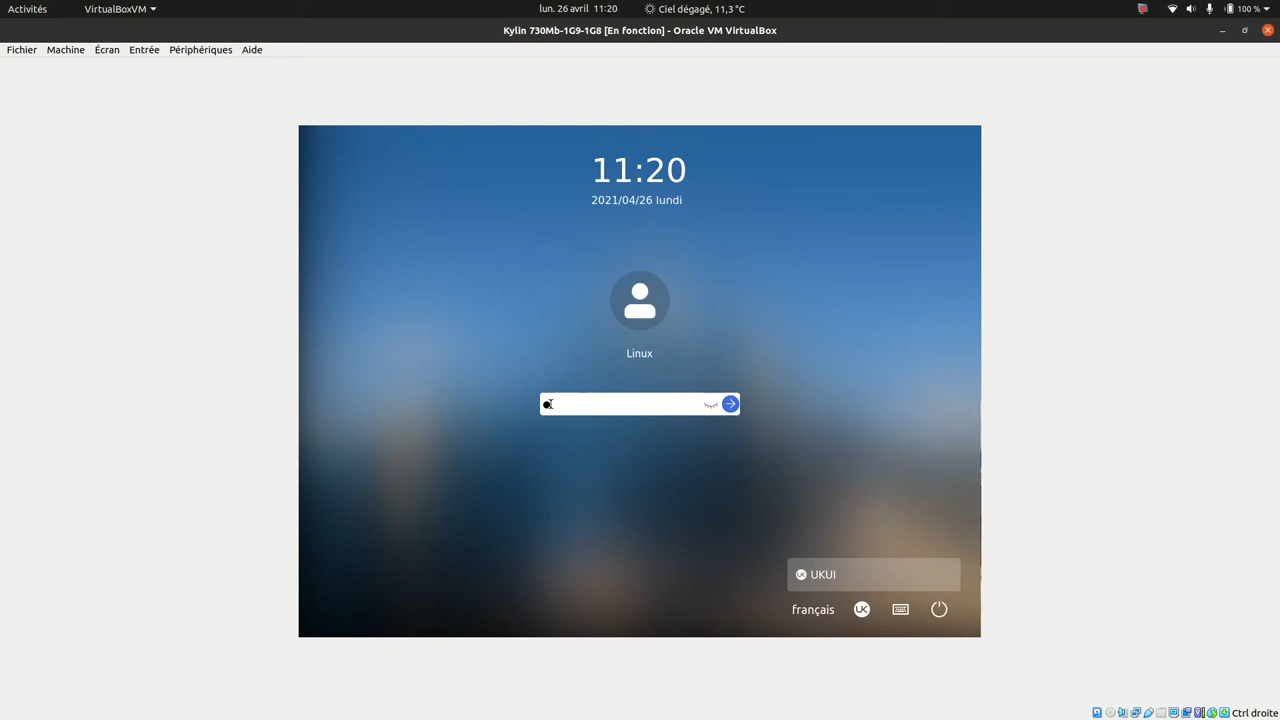 Activités VirtualBoxVM lun. 26 avril 11:20 Ciel dégagé, 11,3 °C 100 %
Kylin 730Mb-1G9-1G8 [En fonction] - Oracle VM VirtualBox
Fichier Machine Écran Entrée Périphériques Aide
11:20
2021/04/26 lundi
Linux
UK UKUI
français UK
Ctrl droite